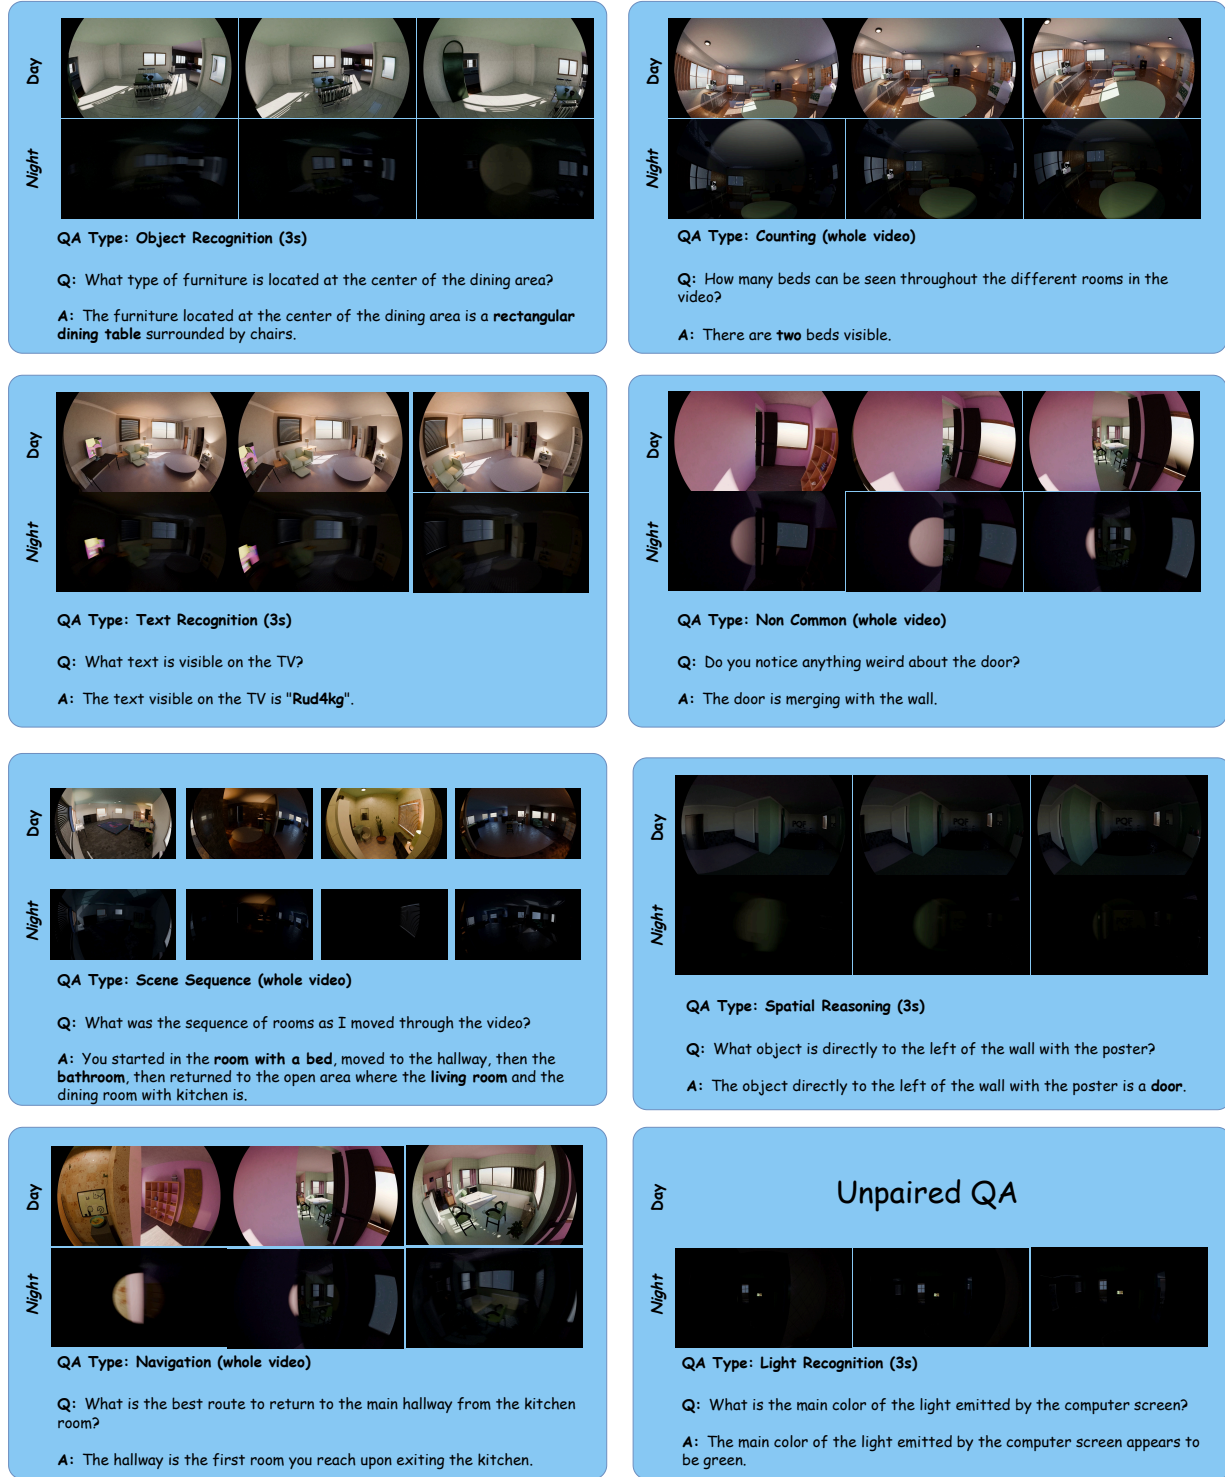 Day
Night
QA Type: Object Recognition (3s)
Q: What type of furniture is located at the center of the dining area?
A: The furniture located at the center of the dining area is a rectangular
dining table surrounded by chairs.
Day
Night
QA Type: Counting (whole video)
Q: How many beds can be seen throughout the different rooms in the
video?
A: There are two beds visible.
Day
Night
QA Type: Text Recognition (3s)
Q: What text is visible on the TV?
A: The text visible on the TV is "Rud4kg".
Day
Night
QA Type: Non Common (whole video)
Q: Do you notice anything weird about the door?
A: The door is merging with the wall.
Day
Night
QA Type: Scene Sequence (whole video)
Q: What was the sequence of rooms as I moved through the video?
A: You started in the room with a bed, moved to the hallway, then the
bathroom, then returned to the open area where the living room and the
dining room with kitchen is.
Day
Night
PQF
PQF
PQF
QA Type: Spatial Reasoning (3s)
Q: What object is directly to the left of the wall with the poster?
A: The object directly to the left of the wall with the poster is a door.
Day
Night
QA Type: Navigation (whole video)
Q: What is the best route to return to the main hallway from the kitchen
room?
A: The hallway is the first room you reach upon exiting the kitchen.
Day
Unpaired QA
Night
QA Type: Light Recognition (3s)
Q: What is the main color of the light emitted by the computer screen?
A: The main color of the light emitted by the computer screen appears to
be green.